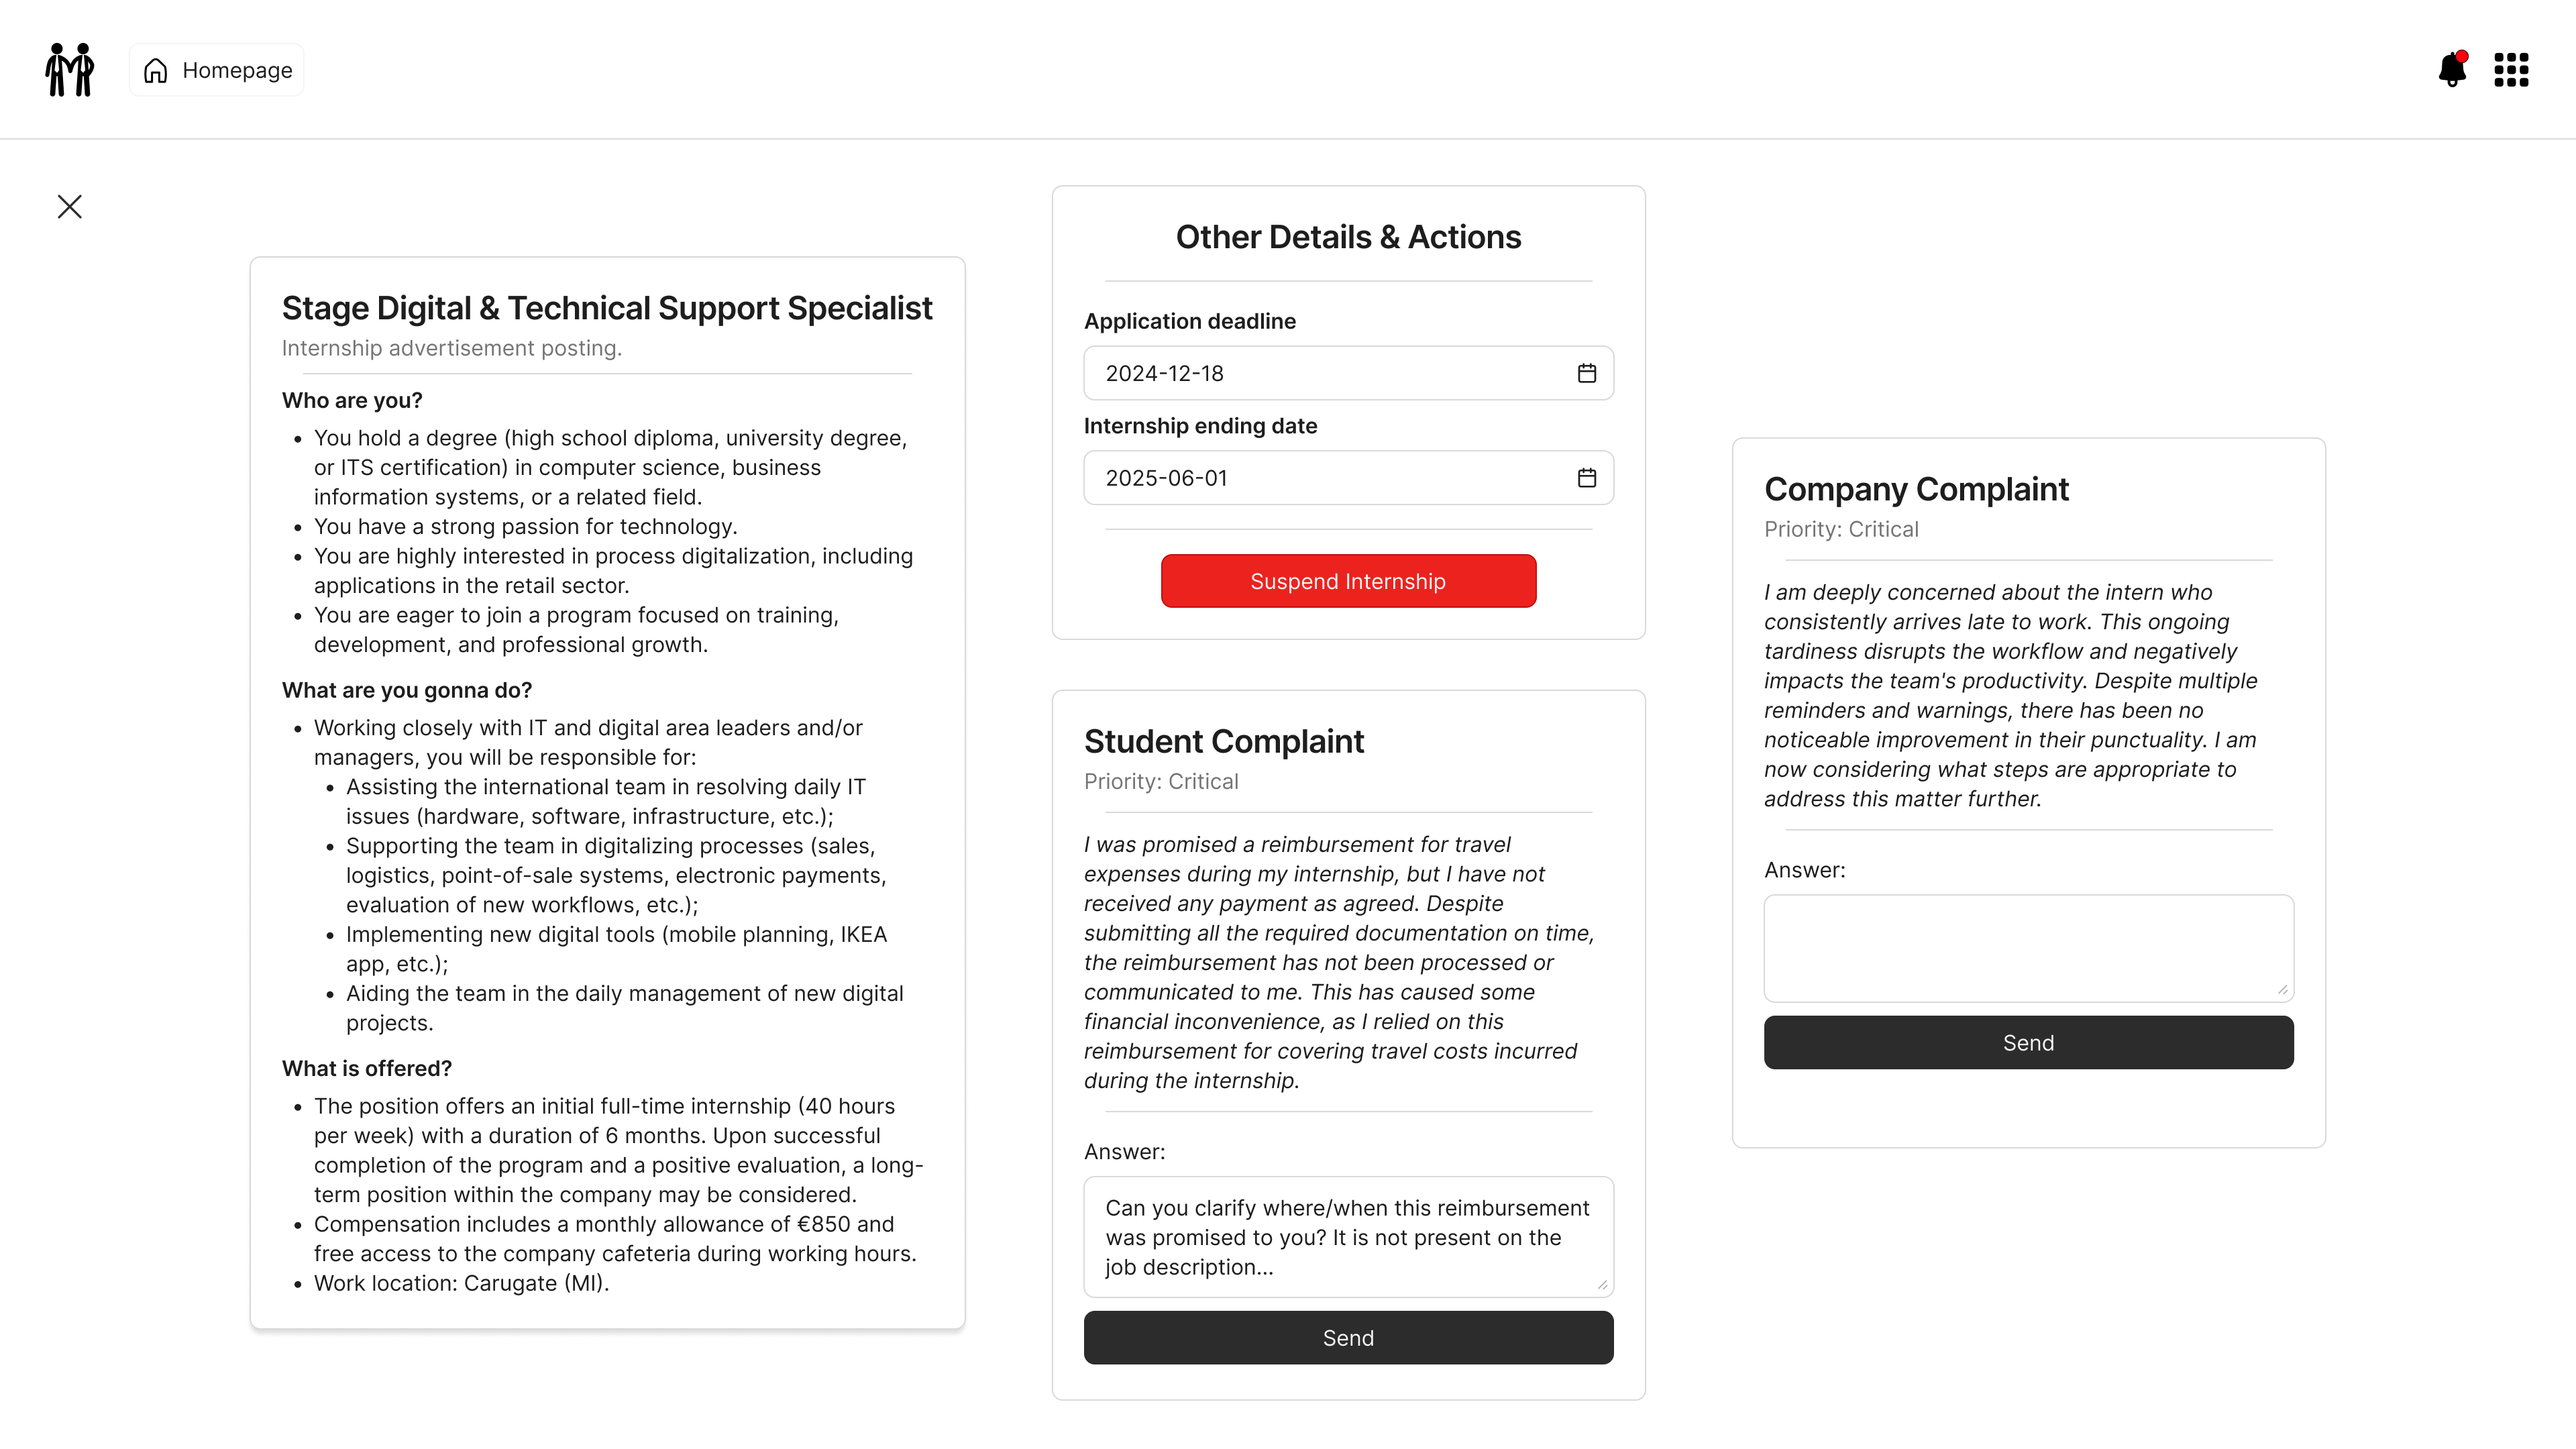 Homepage
Stage Digital & Technical Support Specialist
Internship advertisement posting.
Who are you?
• You hold a degree (high school diploma, university degree,
or ITS certification) in computer science, business
information systems, or a related field.
• You have a strong passion for technology.
• You are highly interested in process digitalization, including
applications in the retail sector.
• You are eager to join a program focused on training,
development, and professional growth.
What are you gonna do?
• Working closely with IT and digital area leaders and/or
managers, you will be responsible for:
• Assisting the international team in resolving daily IT
issues (hardware, software, infrastructure, etc.);
• Supporting the team in digitalizing processes (sales,
logistics, point-of-sale systems, electronic payments,
evaluation of new workflows, etc.);
• Implementing new digital tools (mobile planning, IKEA
app, etc.);
• Aiding the team in the daily management of new digital
projects.
What is offered?
• The position offers an initial full-time internship (40 hours
per week) with a duration of 6 months. Upon successful
completion of the program and a positive evaluation, a long-
term position within the company may be considered.
• Compensation includes a monthly allowance of €850 and
free access to the company cafeteria during working hours.
• Work location: Carugate (MI).
Other Details & Actions
Application deadline
2024-12-18
Internship ending date
2025-06-01
Suspend Internship
Student Complaint
Priority: Critical
I was promised a reimbursement for travel
expenses during my internship, but I have not
received any payment as agreed. Despite
submitting all the required documentation on time,
the reimbursement has not been processed or
communicated to me. This has caused some
financial inconvenience, as I relied on this
reimbursement for covering travel costs incurred
during the internship.
Answer:
Can you clarify where/when this reimbursement
was promised to you? It is not present on the
job description...
Send
Company Complaint
Priority: Critical
I am deeply concerned about the intern who
consistently arrives late to work. This ongoing
tardiness disrupts the workflow and negatively
impacts the team's productivity. Despite multiple
reminders and warnings, there has been no
noticeable improvement in their punctuality. I am
now considering what steps are appropriate to
address this matter further.
Answer:
Send